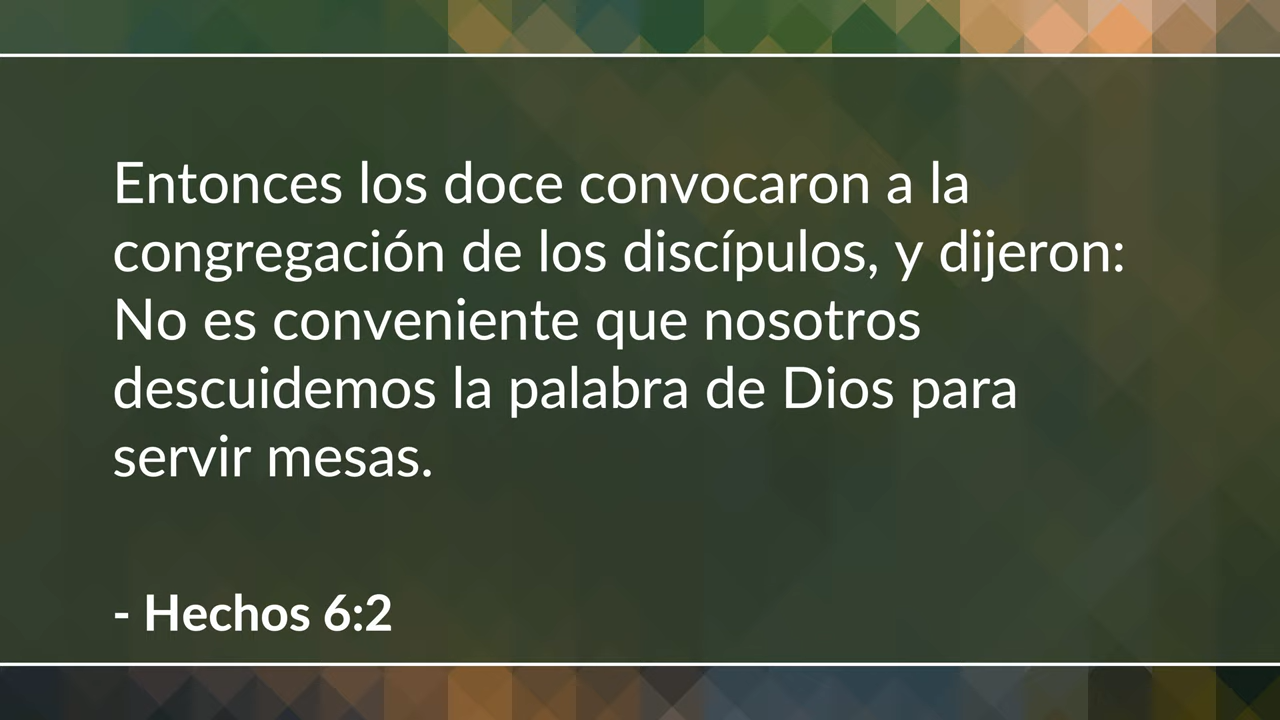 Entonces los doce convocaron a la
congregación de los discípulos, y dijeron:
No es conveniente que nosotros
descuidemos la palabra de Dios para
servir mesas.
- Hechos 6:2